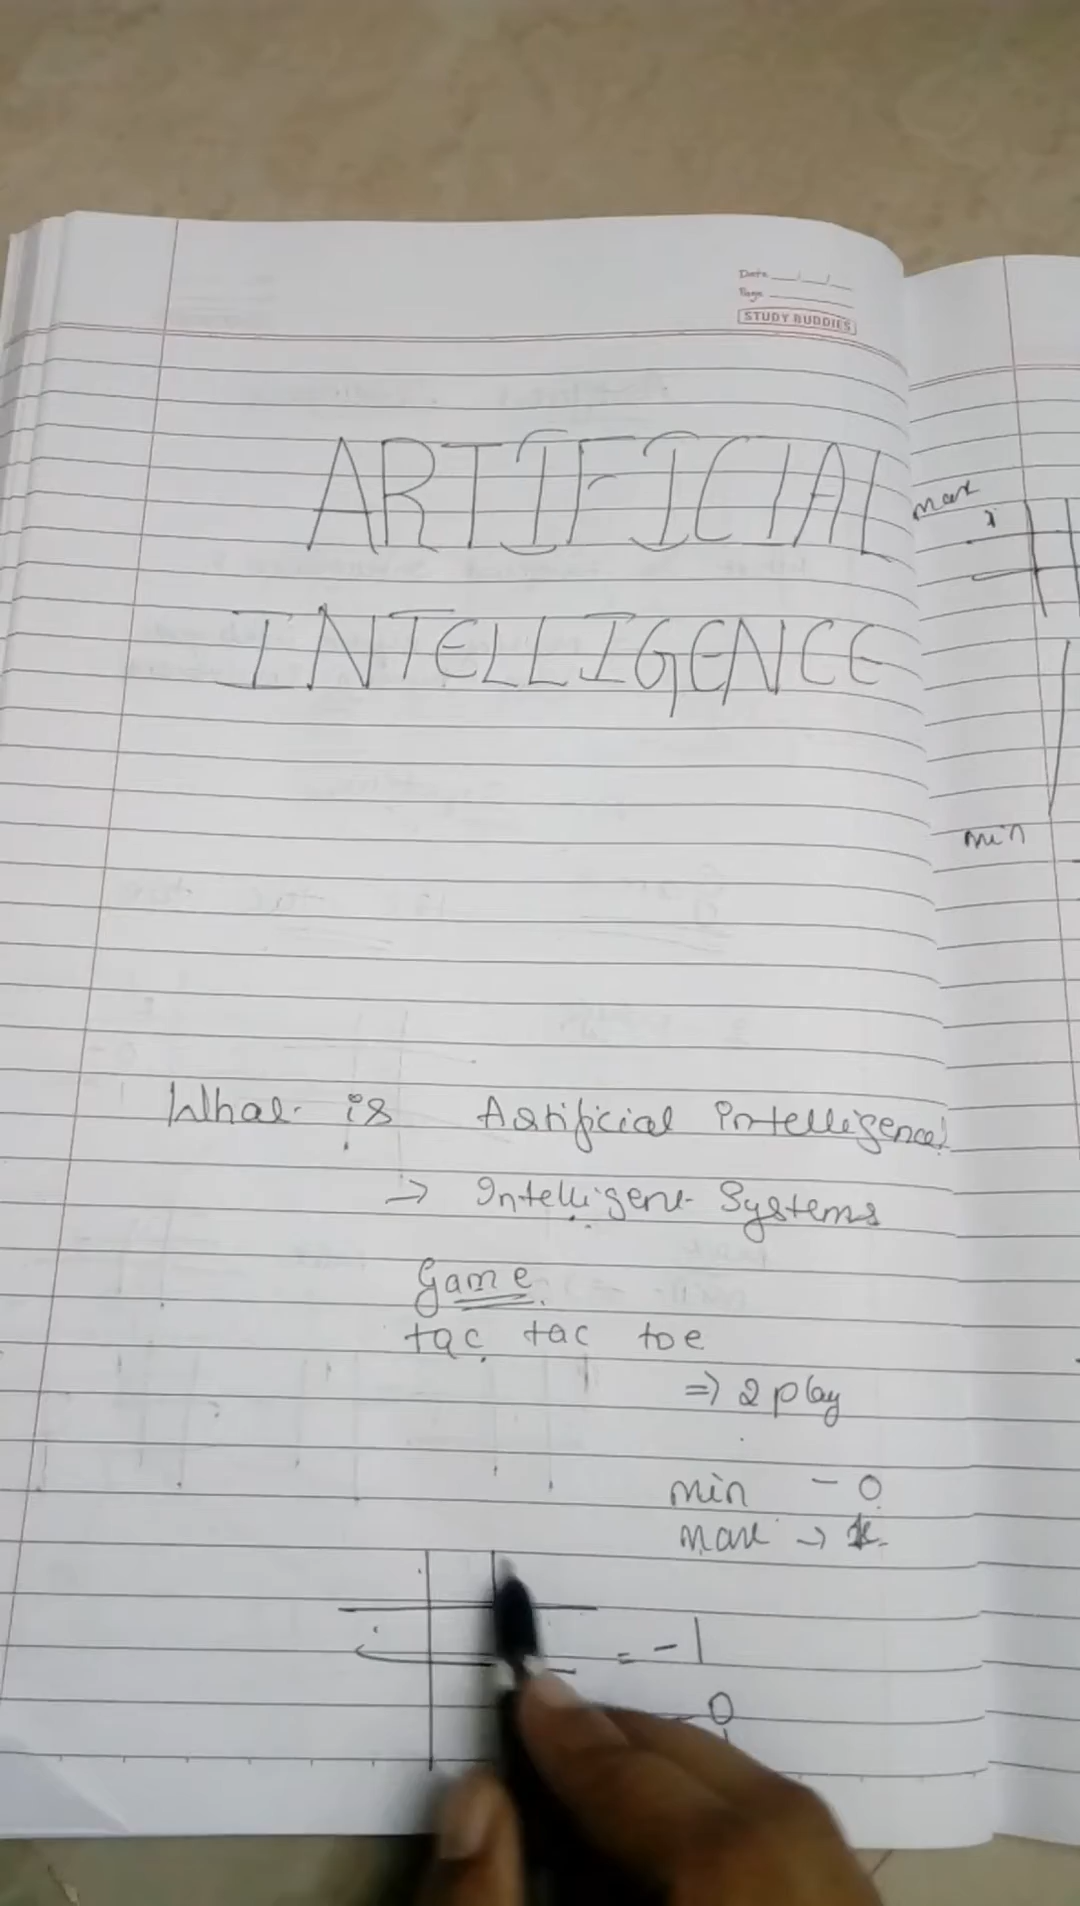 Date
Page
STUDY BUDDIES
ARTIFICIAL
INTELLIGENCE
What is Artificial Intelligence?
→ Intelligent Systems
Game
tac tac toe
⇒ 2 play
min - 0
max → x
= -1
0
max
x
min